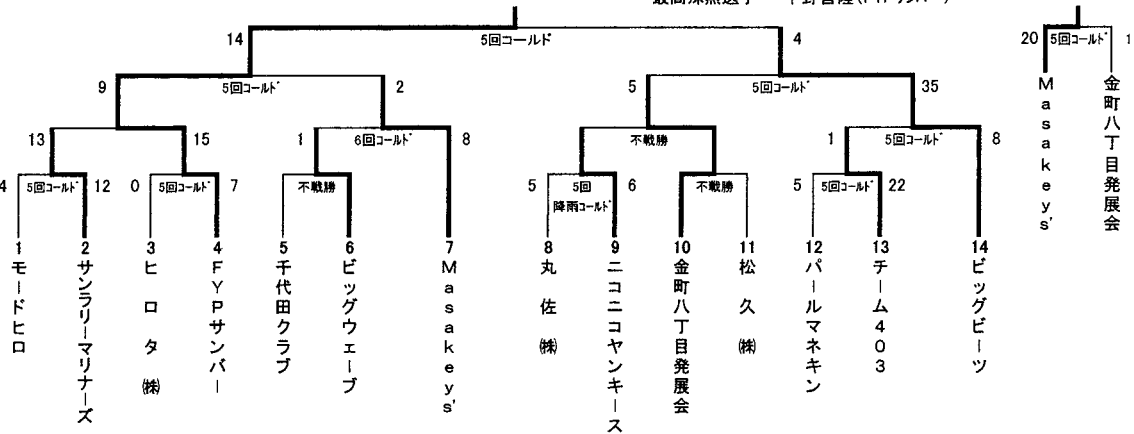 14 5回コールド 4
20 5回コールド 1
9 5回コールド 2
5 5回コールド 35
Masakeys'
金町八丁目発展会
13 15
1 6回コールド 8
不戦勝
1 5回コールド 8
4 5回コールド 12
0 5回コールド 7
不戦勝
5 5回降雨コールド 6
不戦勝
5 5回コールド 22
1 モードヒロ
2 サンラリーマリナーズ
3 ヒロタ㈱
4 FYPサンバー
5 千代田クラブ
6 ビッグウェーブ
7 Masakeys'
8 丸佐㈱
9 ニコニコヤンキース
10 金町八丁目発展会
11 松久㈱
12 パールマネキン
13 チーム403
14 ビッグビーツ